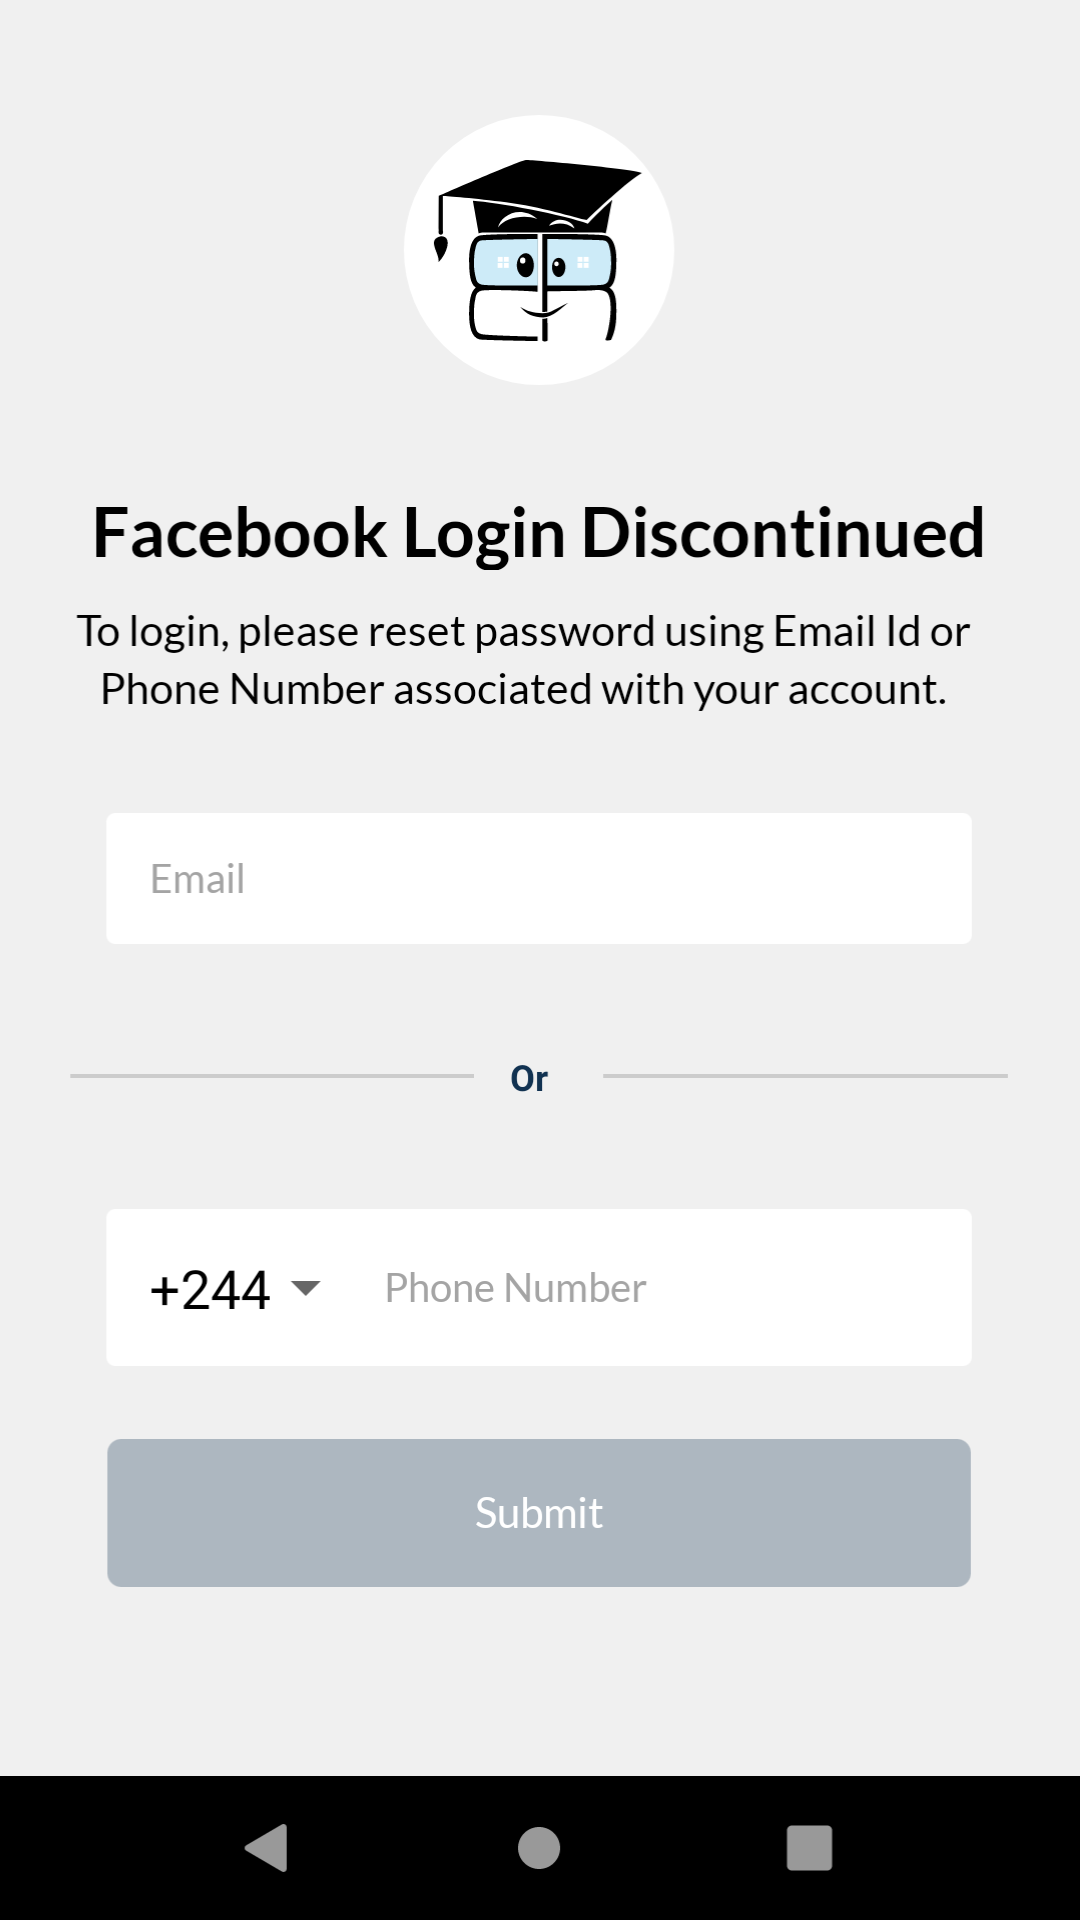 Facebook Login Discontinued
To login, please reset password using Email Id or
Phone Number associated with your account.
Email
Or
+244 Phone Number
Submit